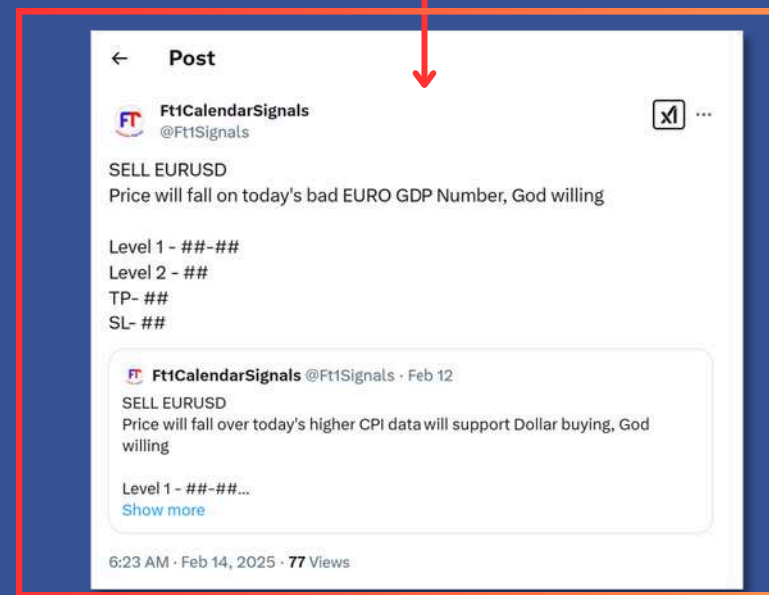 ← Post
FT
Ft1CalendarSignals
@Ft1Signals
...
SELL EURUSD
Price will fall on today's bad EURO GDP Number, God willing
Level 1 - ##-##
Level 2 - ##
TP- ##
SL- ##
FT Ft1CalendarSignals @Ft1Signals · Feb 12
SELL EURUSD
Price will fall over today's higher CPI data will support Dollar buying, God
willing
Level 1 - ##-##...
Show more
6:23 AM · Feb 14, 2025 · 77 Views